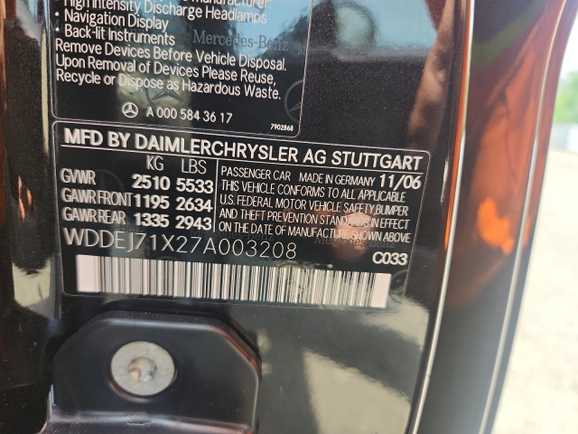 High Intensity Discharge Headlamps
• Navigation Display
• Back-lit Instruments
Mercedes-Benz
Remove Devices Before Vehicle Disposal.
Upon Removal of Devices Please Reuse,
Recycle or Dispose as Hazardous Waste.
A 000 584 36 17
7902868
MFD BY DAIMLERCHRYSLER AG STUTTGART
KG LBS
GVWR 2510 5533
GAWR FRONT 1195 2634
GAWR REAR 1335 2943
PASSENGER CAR MADE IN GERMANY 11/06
THIS VEHICLE CONFORMS TO ALL APPLICABLE
U.S. FEDERAL MOTOR VEHICLE SAFETY, BUMPER
AND THEFT PREVENTION STANDARDS IN EFFECT
ON THE DATE OF MANUFACTURE SHOWN ABOVE
WDDEJ71X27A003208
C033